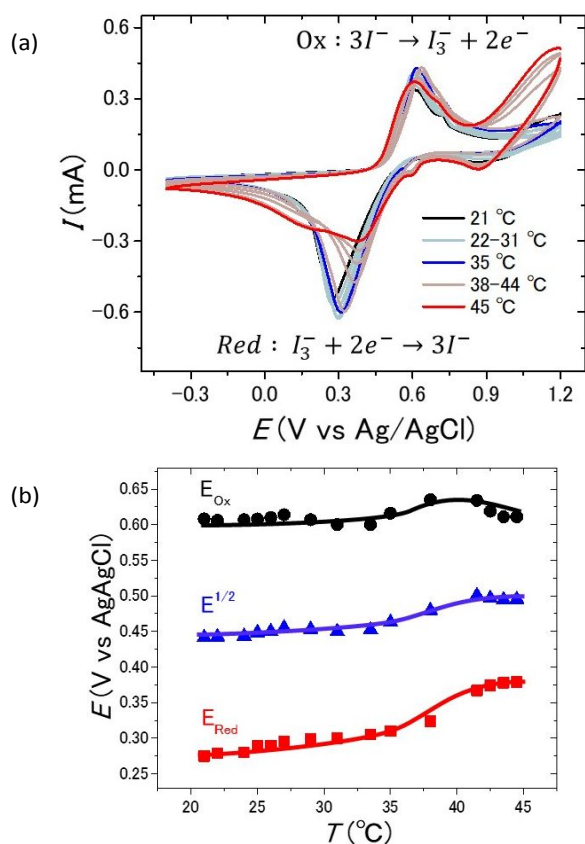 (a)
Ox : 3I⁻ → I₃⁻ + 2e⁻
0.6
0.3
0.0
-0.3
-0.6
I (mA)
21 °C
22-31 °C
35 °C
38-44 °C
45 °C
Red : I₃⁻ + 2e⁻ → 3I⁻
-0.3 0.0 0.3 0.6 0.9 1.2
E (V vs Ag/AgCl)
(b)
0.65
0.60
0.55
0.50
0.45
0.40
0.35
0.30
0.25
E (V vs AgAgCl)
E_Ox
E^1/2
E_Red
20 25 30 35 40 45
T (°C)